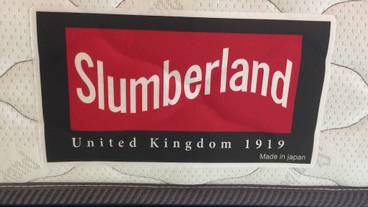 Slumberland
United Kingdom 1919
Made in japan